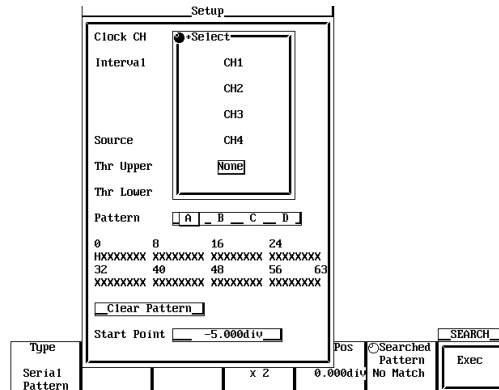 Setup
Clock CH
+Select
Interval
CH1
CH2
CH3
Source
CH4
Thr Upper
None
Thr Lower
Pattern
A B C D
0 8 16 24
HXXXXXXX XXXXXXXX XXXXXXXX XXXXXXXX
32 40 48 56 63
XXXXXXXX XXXXXXXX XXXXXXXX XXXXXXXX
Clear Pattern
Start Point -5.000div
SEARCH
Type
Serial
Pattern
x 2
Pos
0.000div
Searched
Pattern
No Match
Exec